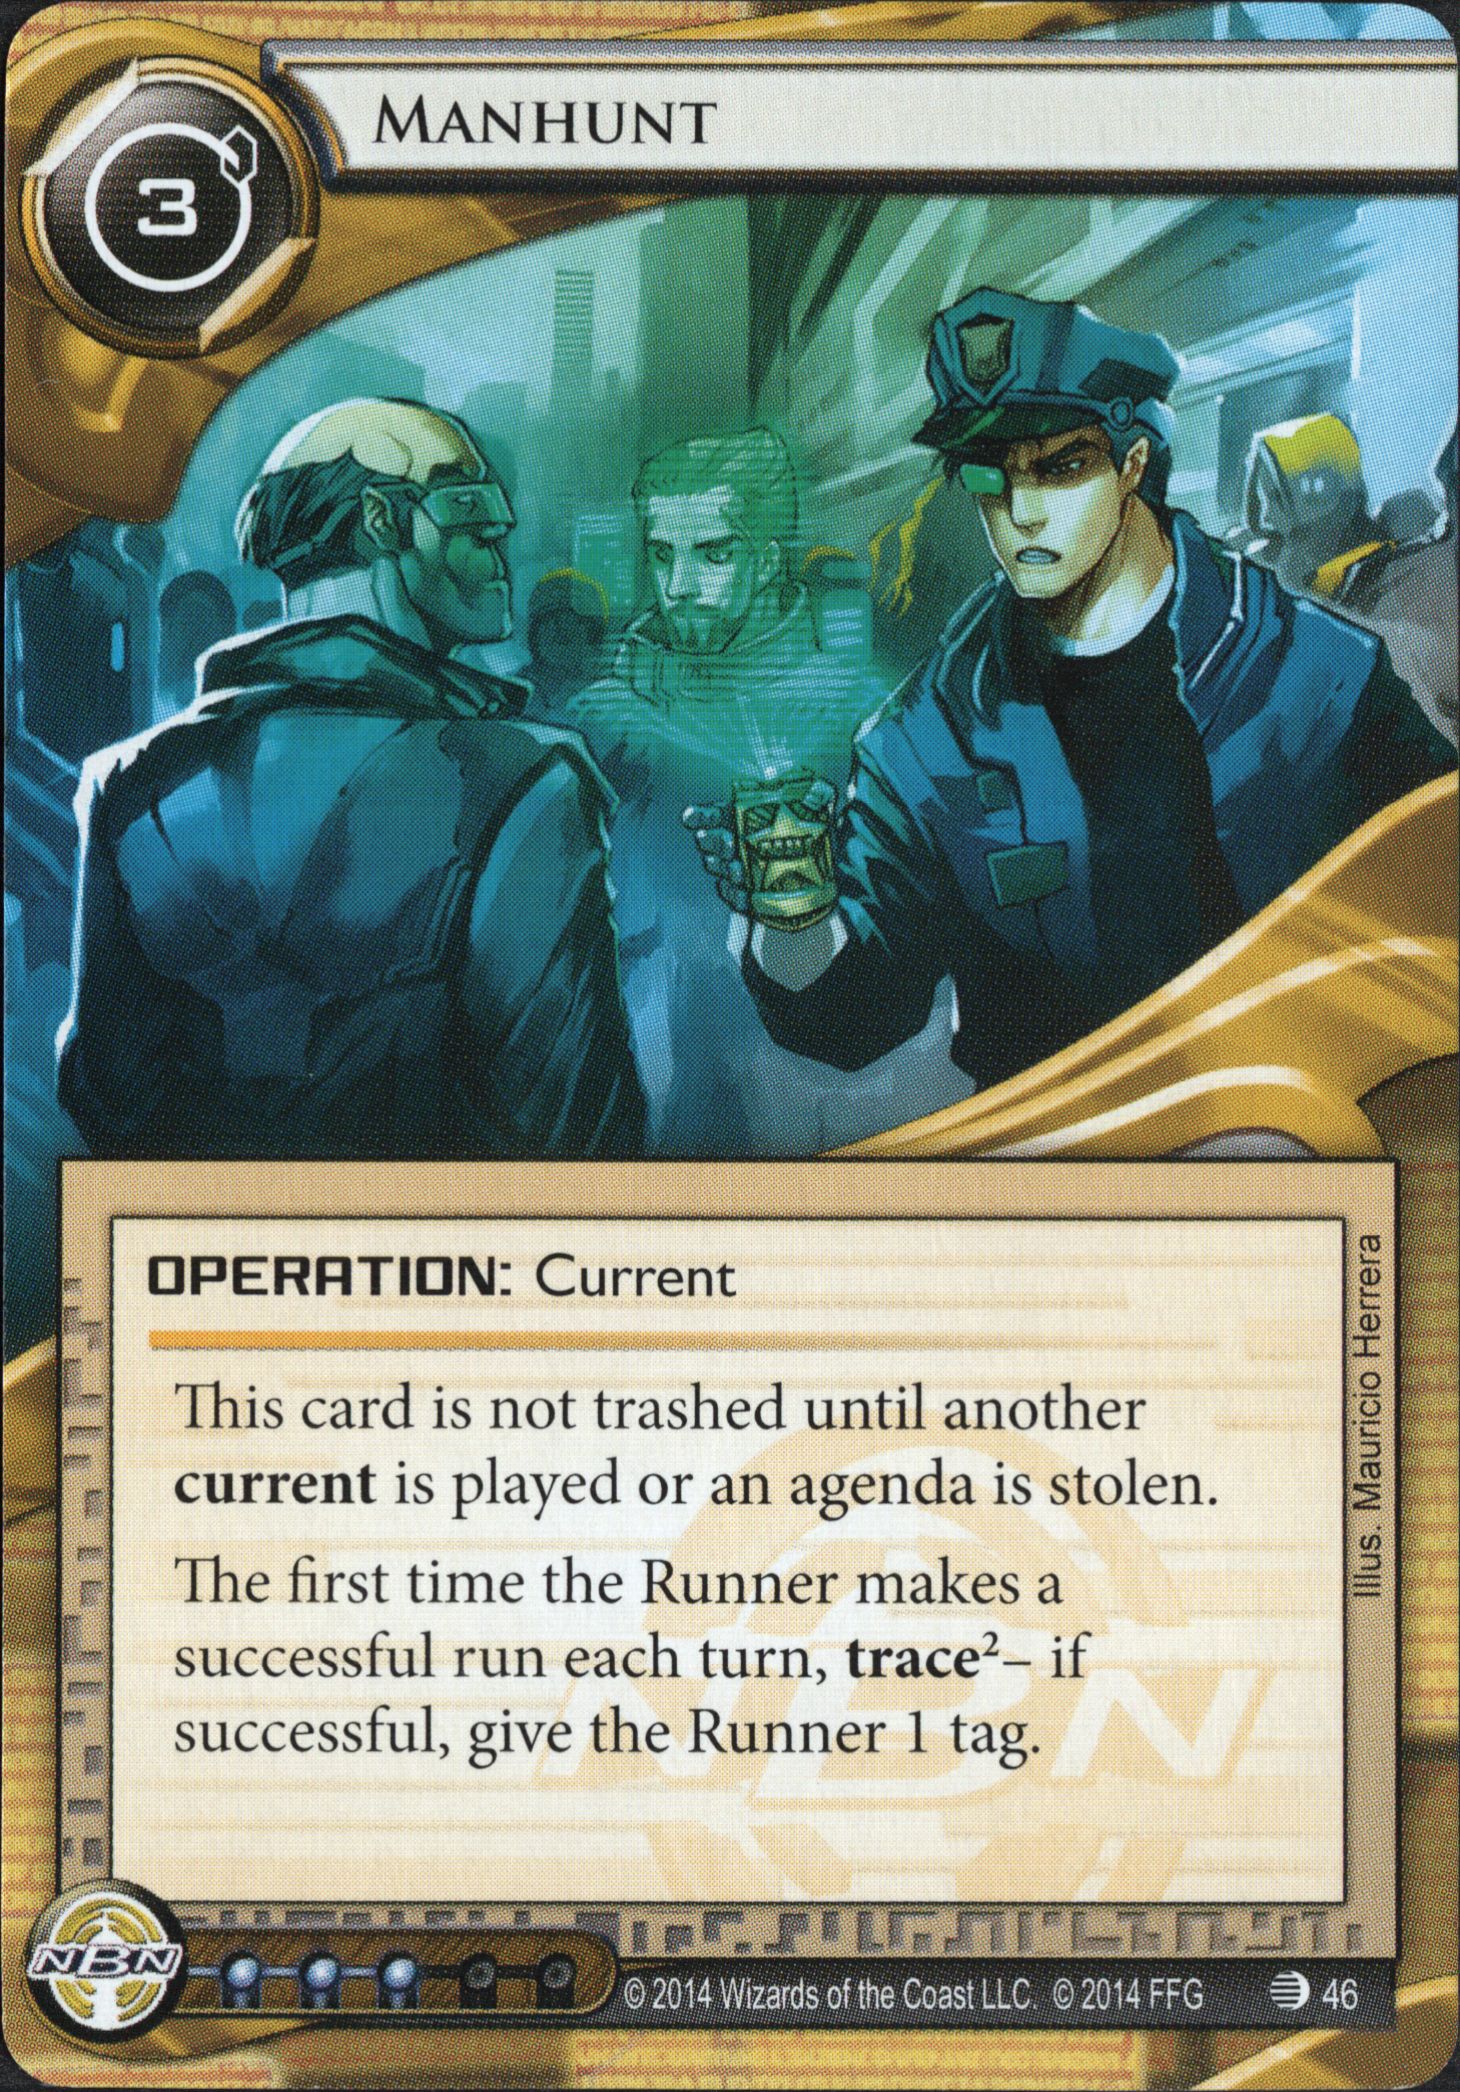 3
MANHUNT
OPERATION: Current
This card is not trashed until another
current is played or an agenda is stolen.
The first time the Runner makes a
successful run each turn, trace²– if
successful, give the Runner 1 tag.
Illus. Mauricio Herrera
NBN
NBN
© 2014 Wizards of the Coast LLC. © 2014 FFG
46